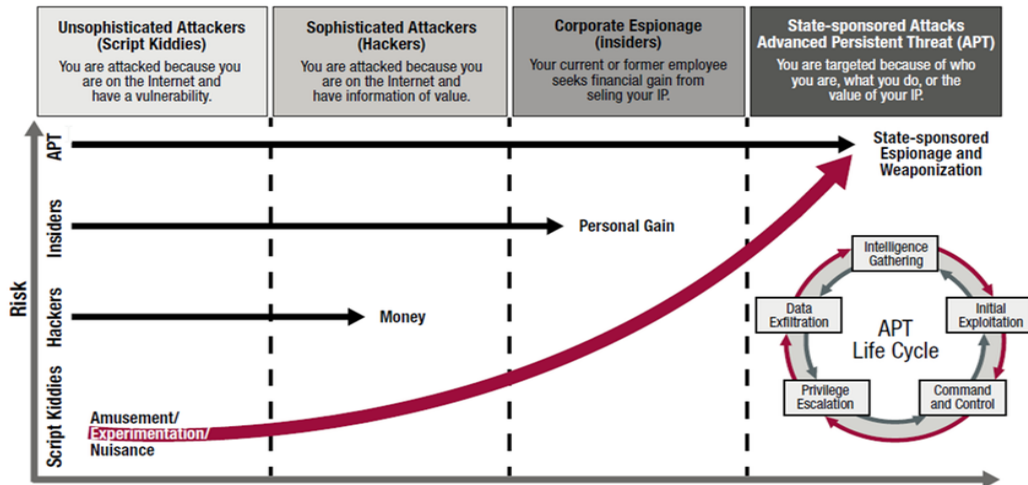 Unsophisticated Attackers
(Script Kiddies)
You are attacked because you
are on the Internet and
have a vulnerability.
Sophisticated Attackers
(Hackers)
You are attacked because you
are on the Internet and
have information of value.
Corporate Espionage
(insiders)
Your current or former employee
seeks financial gain from
seling your IP.
State-sponsored Attacks
Advanced Persistent Threat (APT)
You are targeted because of who
you are, what you do, or the
value of your IP.
Risk
APT
State-sponsored
Espionage and
Weaponization
Insiders
Personal Gain
Hackers
Money
Script Kiddies
Amusement/
Experimentation/
Nuisance
Intelligence
Gathering
Initial
Exploitation
Command
and Control
Privilege
Escalation
Data
Exfiltration
APT
Life Cycle